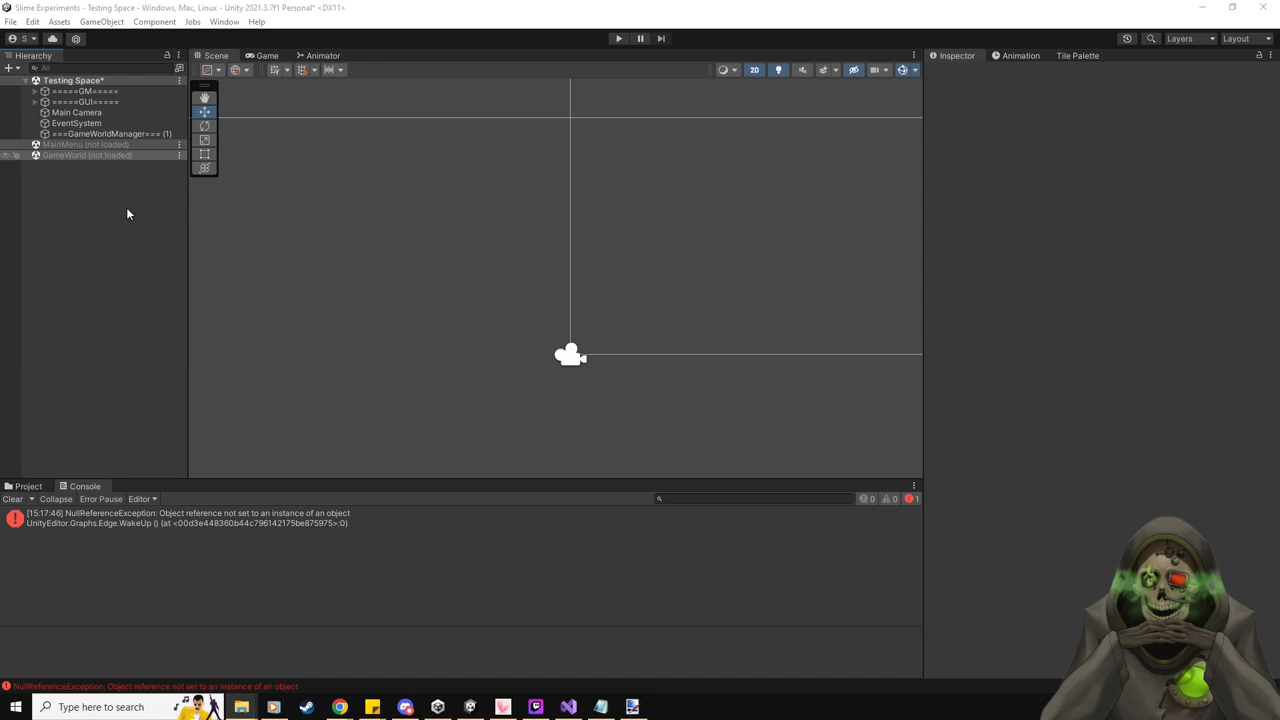 Slime Experiments - Testing Space - Windows, Mac, Linux - Unity 2021.3.7f1 Personal* <DX11>
File Edit Assets GameObject Component Jobs Window Help
S Layers Layout
Hierarchy Scene Game Animator Inspector Animation Tile Palette
All
Testing Space*
=====GM===== 
=====GUI=====
Main Camera
EventSystem
===GameWorldManager=== (1)
MainMenu (not loaded)
GameWorld (not loaded)
2D
Project Console
Clear Collapse Error Pause Editor 0 0 1
[15:17:46] NullReferenceException: Object reference not set to an instance of an object
UnityEditor.Graphs.Edge.WakeUp () (at <00d3e448360b44c796142175be875975>:0)
NullReferenceException: Object reference not set to an instance of an object
Type here to search